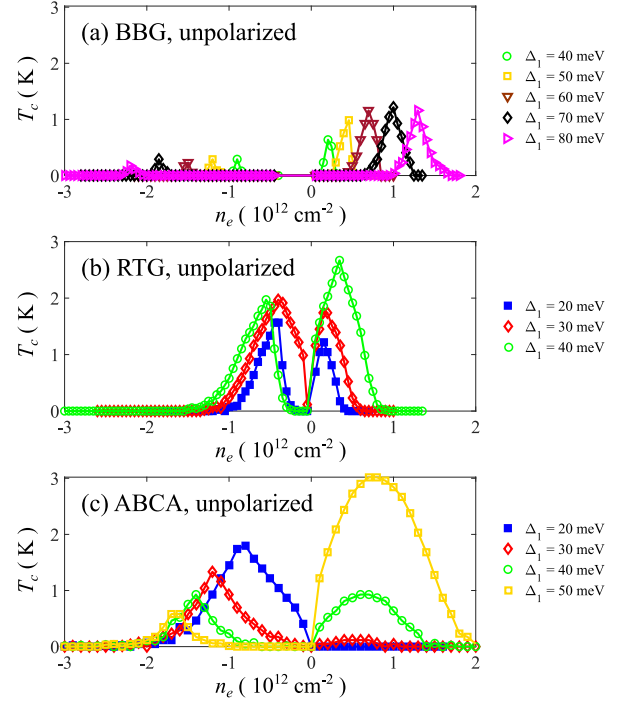 (a) BBG, unpolarized
3
2
1
0
T_c ( K )
-3 -2 -1 0 1 2
n_e ( 10^12 cm^-2 )
Δ_1 = 40 meV
Δ_1 = 50 meV
Δ_1 = 60 meV
Δ_1 = 70 meV
Δ_1 = 80 meV
(b) RTG, unpolarized
3
2
1
0
T_c ( K )
-3 -2 -1 0 1 2
n_e ( 10^12 cm^-2 )
Δ_1 = 20 meV
Δ_1 = 30 meV
Δ_1 = 40 meV
(c) ABCA, unpolarized
3
2
1
0
T_c ( K )
-3 -2 -1 0 1 2
n_e ( 10^12 cm^-2 )
Δ_1 = 20 meV
Δ_1 = 30 meV
Δ_1 = 40 meV
Δ_1 = 50 meV